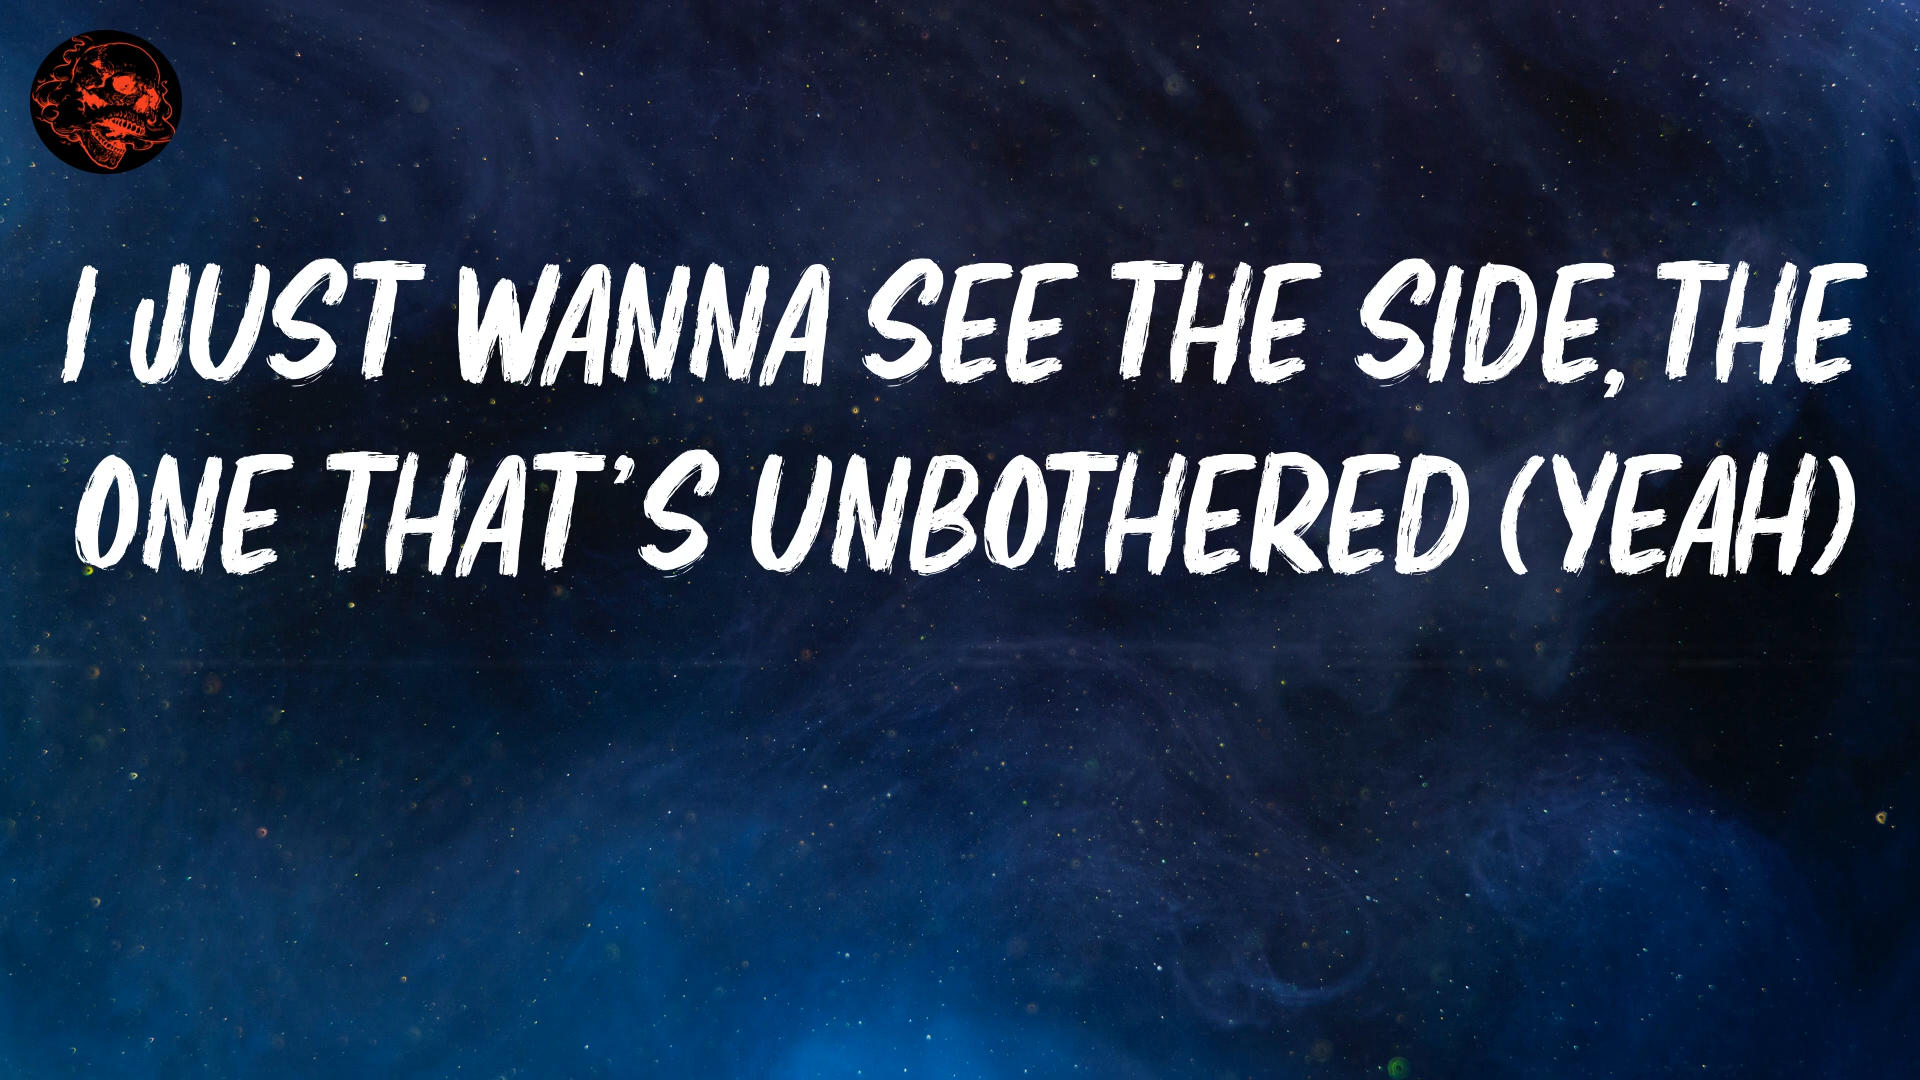 I JUST WANNA SEE THE SIDE, THE
ONE THAT'S UNBOTHERED (YEAH)